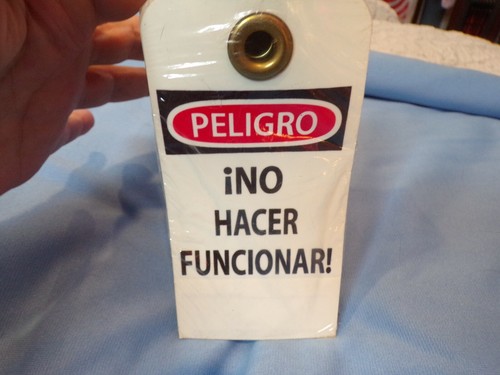 PELIGRO
¡NO
HACER
FUNCIONAR!